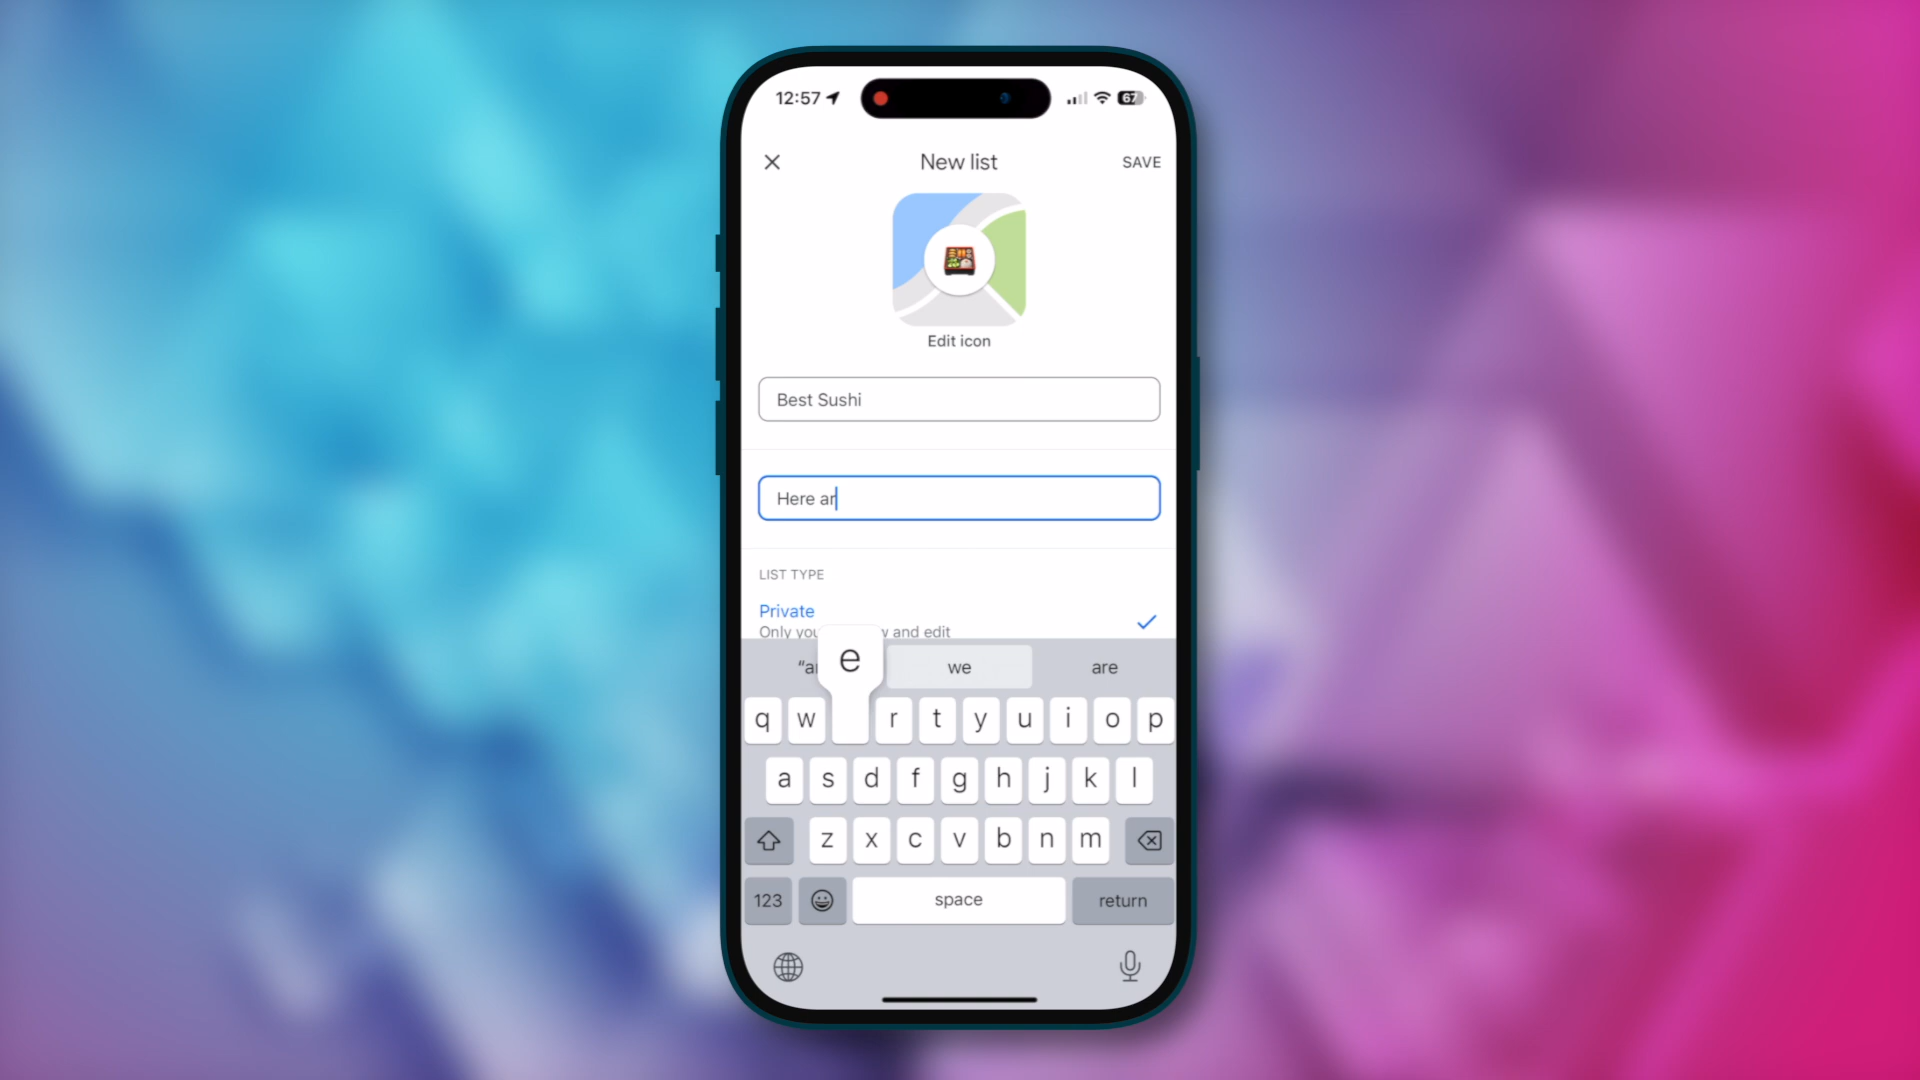 12:57
67
New list
SAVE
Edit icon
Best Sushi
Here ar
LIST TYPE
Private
Only you and edit
e
we
are
q w r t y u i o p
a s d f g h j k l
z x c v b n m
123
space
return